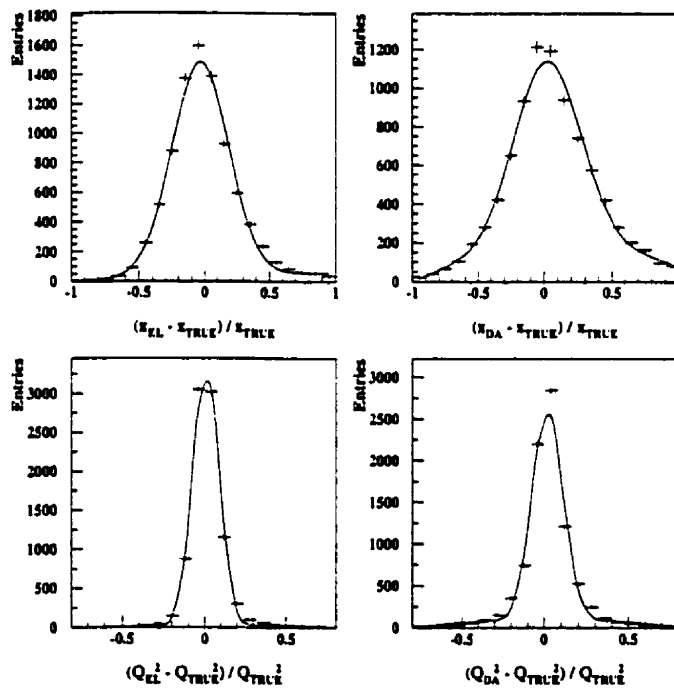 Entries
1800
1600
1400
1200
1000
800
600
400
200
0
-1 -0.5 0 0.5 1
(x_EL - x_TRUE) / x_TRUE
Entries
1200
1000
800
600
400
200
0
-1 -0.5 0 0.5
(x_DA - x_TRUE) / x_TRUE
Entries
3000
2500
2000
1500
1000
500
0
-0.5 0 0.5
(Q²_EL - Q²_TRUE) / Q²_TRUE
Entries
3000
2500
2000
1500
1000
500
0
-0.5 0 0.5
(Q²_DA - Q²_TRUE) / Q²_TRUE